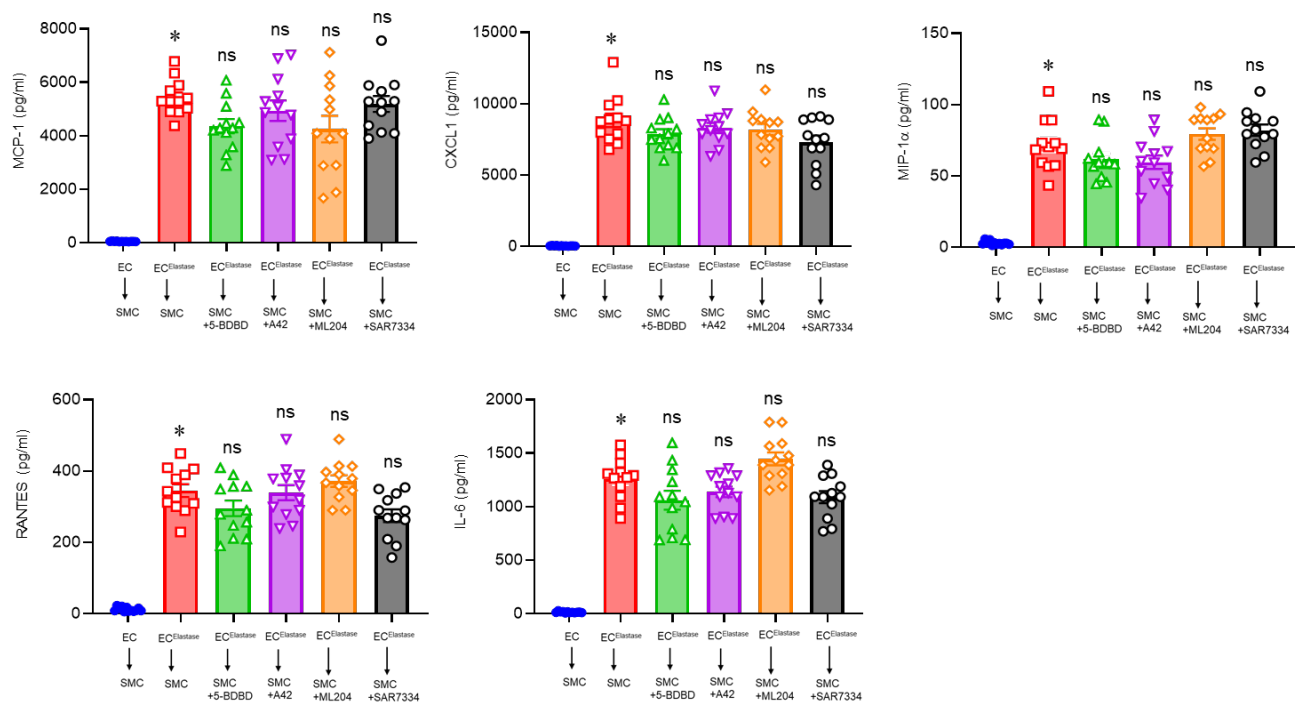 MCP-1 (pg/ml)
8000
6000
4000
2000
0
*
ns
ns
ns
ns
EC
EC^Elastase
EC^Elastase
EC^Elastase
EC^Elastase
EC^Elastase
SMC
SMC
SMC
+5-BDBD
SMC
+A42
SMC
+ML204
SMC
+SAR7334
CXCL1 (pg/ml)
15000
10000
5000
0
*
ns
ns
ns
ns
EC
EC^Elastase
EC^Elastase
EC^Elastase
EC^Elastase
EC^Elastase
SMC
SMC
SMC
+5-BDBD
SMC
+A42
SMC
+ML204
SMC
+SAR7334
MIP-1α (pg/ml)
150
100
50
0
*
ns
ns
ns
ns
EC
EC^Elastase
EC^Elastase
EC^Elastase
EC^Elastase
EC^Elastase
SMC
SMC
SMC
+5-BDBD
SMC
+A42
SMC
+ML204
SMC
+SAR7334
RANTES (pg/ml)
600
400
200
0
*
ns
ns
ns
ns
EC
EC^Elastase
EC^Elastase
EC^Elastase
EC^Elastase
EC^Elastase
SMC
SMC
SMC
+5-BDBD
SMC
+A42
SMC
+ML204
SMC
+SAR7334
IL-6 (pg/ml)
2000
1500
1000
500
0
*
ns
ns
ns
ns
EC
EC^Elastase
EC^Elastase
EC^Elastase
EC^Elastase
EC^Elastase
SMC
SMC
SMC
+5-BDBD
SMC
+A42
SMC
+ML204
SMC
+SAR7334